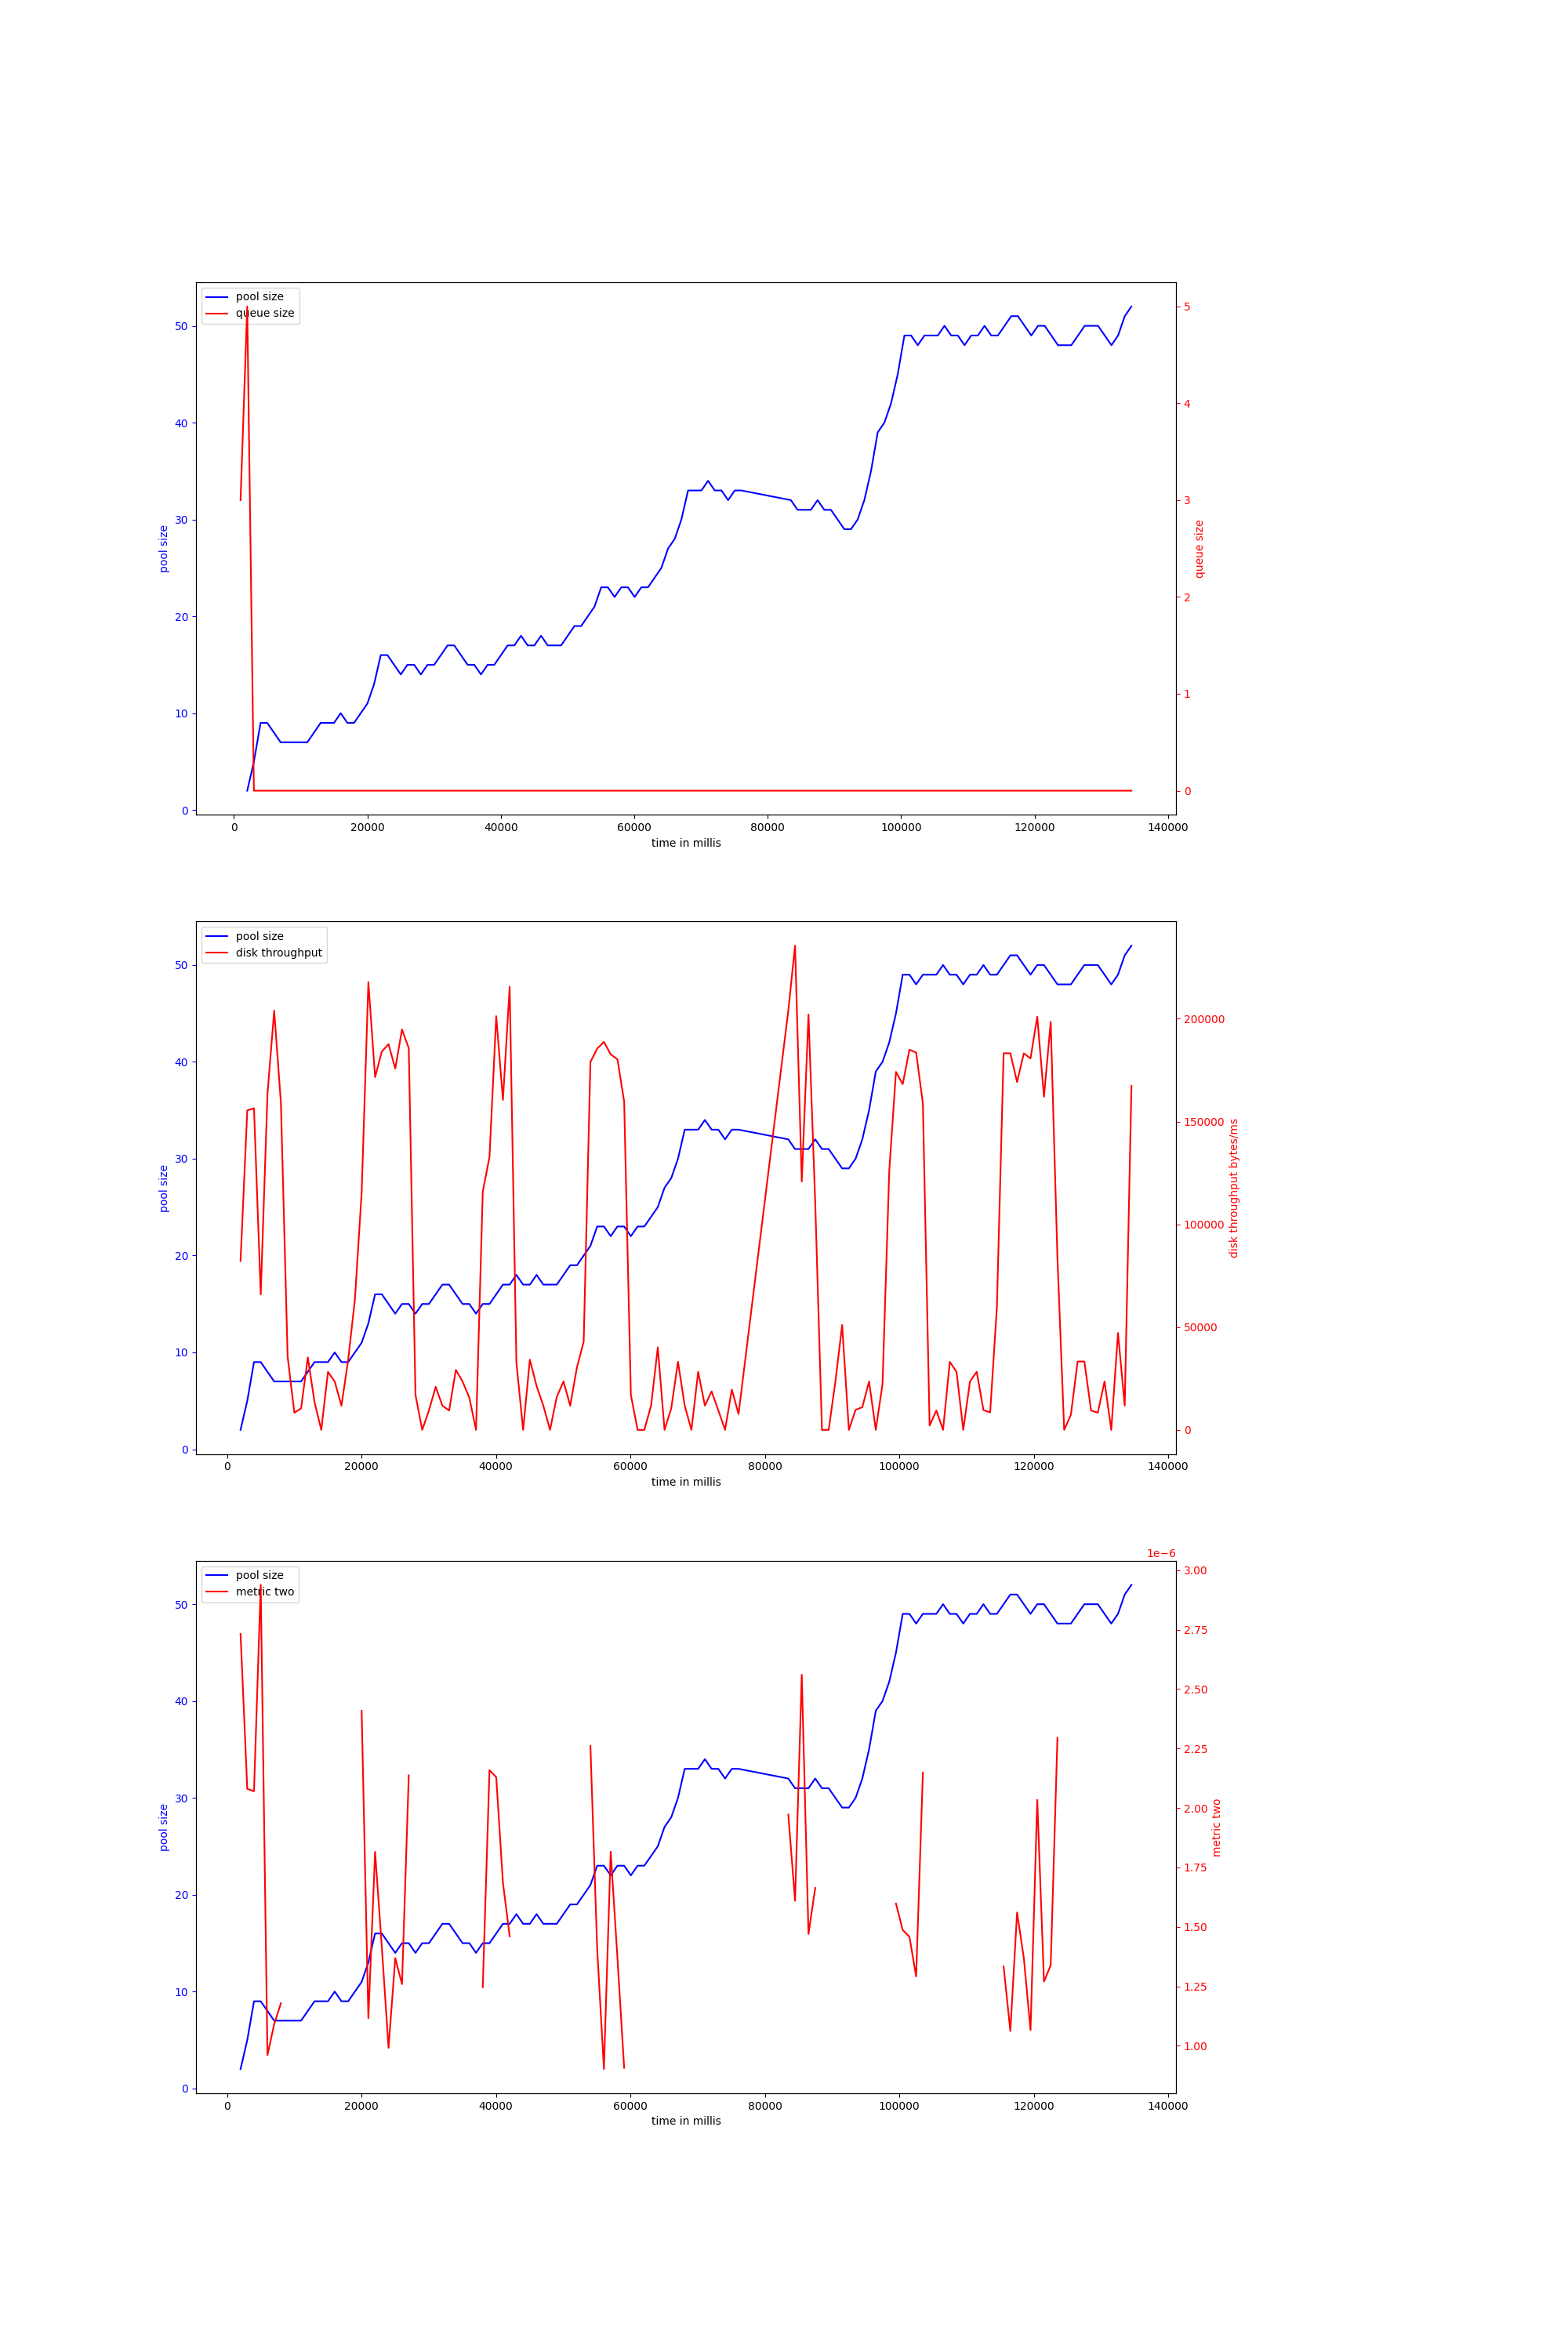 pool size
queue size
50
40
30
20
10
0
pool size
5
4
3
2
1
0
queue size
0 20000 40000 60000 80000 100000 120000 140000
time in millis
pool size
disk throughput
50
40
30
20
10
0
pool size
200000
150000
100000
50000
0
disk throughput bytes/ms
0 20000 40000 60000 80000 100000 120000 140000
time in millis
1e−6
pool size
metric two
50
40
30
20
10
0
pool size
3.00
2.75
2.50
2.25
2.00
1.75
1.50
1.25
1.00
metric two
0 20000 40000 60000 80000 100000 120000 140000
time in millis